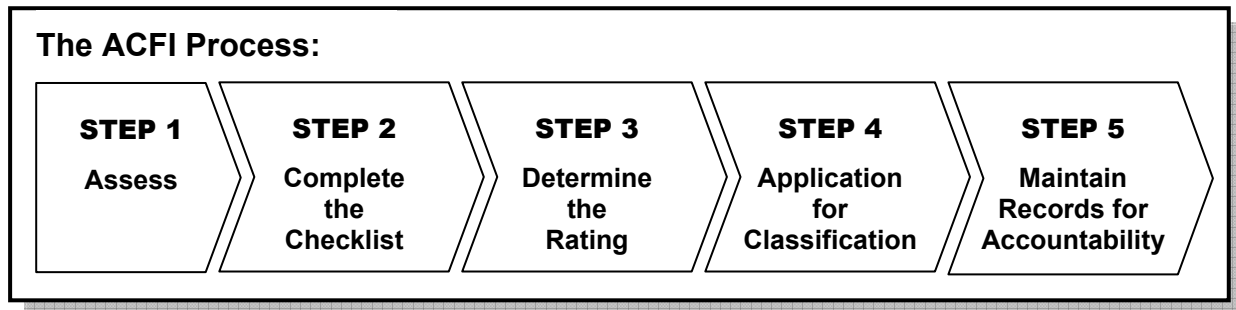 The ACFI Process:
STEP 1
Assess
STEP 2
Complete
the
Checklist
STEP 3
Determine
the
Rating
STEP 4
Application
for
Classification
STEP 5
Maintain
Records for
Accountability